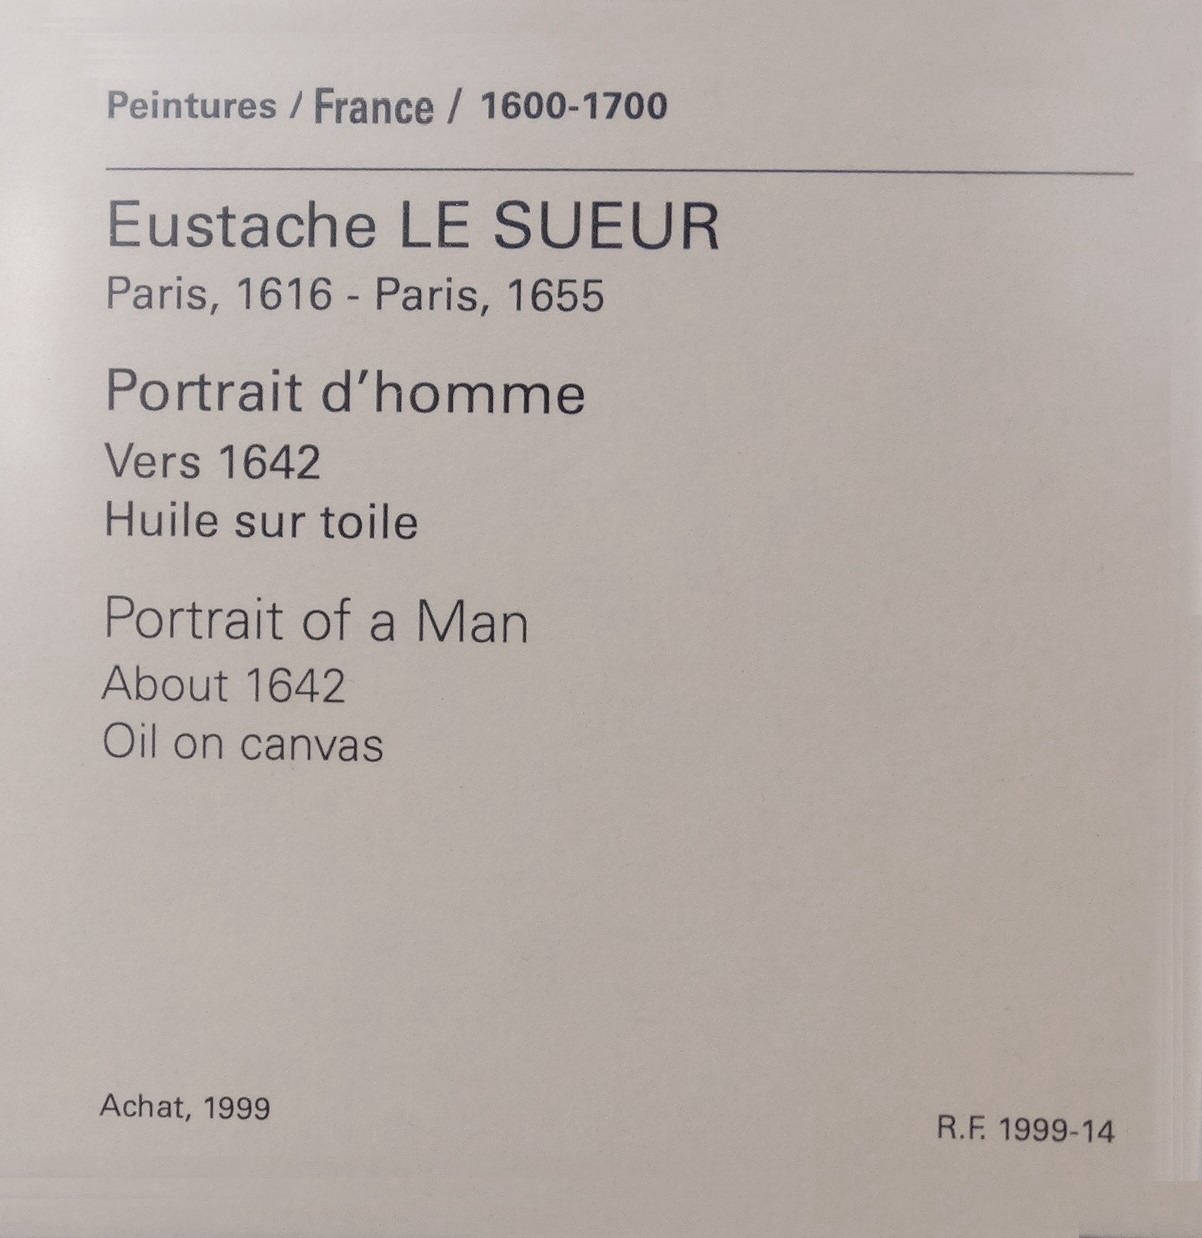 Peintures / France / 1600-1700
Eustache LE SUEUR
Paris, 1616 - Paris, 1655
Portrait d'homme
Vers 1642
Huile sur toile
Portrait of a Man
About 1642
Oil on canvas
Achat, 1999
R.F. 1999-14